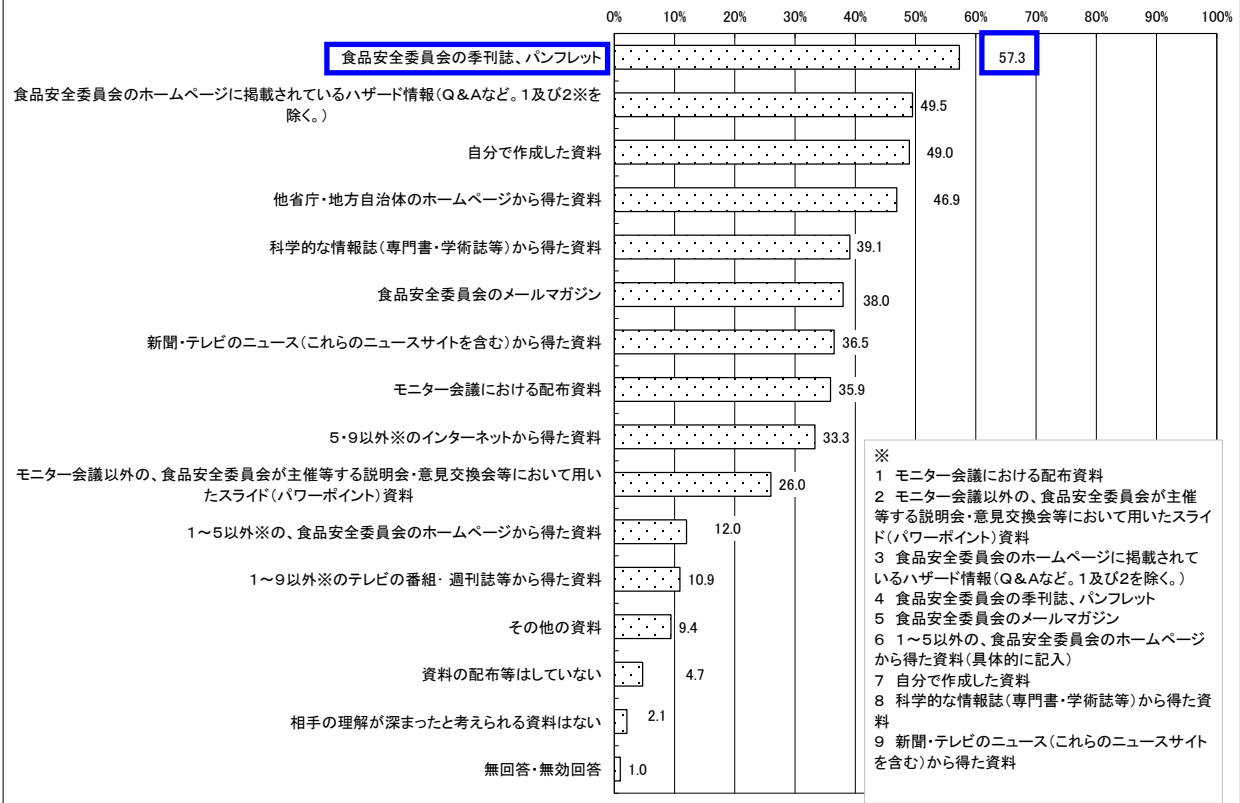 0% 10% 20% 30% 40% 50% 60% 70% 80% 90% 100%
食品安全委員会の季刊誌、パンフレット 57.3
食品安全委員会のホームページに掲載されているハザード情報(Q&Aなど。1及び2※を
除く。) 49.5
自分で作成した資料 49.0
他省庁・地方自治体のホームページから得た資料 46.9
科学的な情報誌(専門書・学術誌等)から得た資料 39.1
食品安全委員会のメールマガジン 38.0
新聞・テレビのニュース(これらのニュースサイトを含む)から得た資料 36.5
モニター会議における配布資料 35.9
5・9以外※のインターネットから得た資料 33.3
モニター会議以外の、食品安全委員会が主催等する説明会・意見交換会等において用い
たスライド(パワーポイント)資料 26.0
1~5以外※の、食品安全委員会のホームページから得た資料 12.0
1~9以外※のテレビの番組・ 週刊誌等から得た資料 10.9
その他の資料 9.4
資料の配布等はしていない 4.7
相手の理解が深まったと考えられる資料はない 2.1
無回答・無効回答 1.0
※
1 モニター会議における配布資料
2 モニター会議以外の、食品安全委員会が主催
等する説明会・意見交換会等において用いたスライ
ド(パワーポイント)資料
3 食品安全委員会のホームページに掲載されて
いるハザード情報(Q&Aなど。1及び2を除く。)
4 食品安全委員会の季刊誌、パンフレット
5 食品安全委員会のメールマガジン
6 1~5以外の、食品安全委員会のホームページ
から得た資料(具体的に記入)
7 自分で作成した資料
8 科学的な情報誌(専門書・学術誌等)から得た資
料
9 新聞・テレビのニュース(これらのニュースサイト
を含む)から得た資料